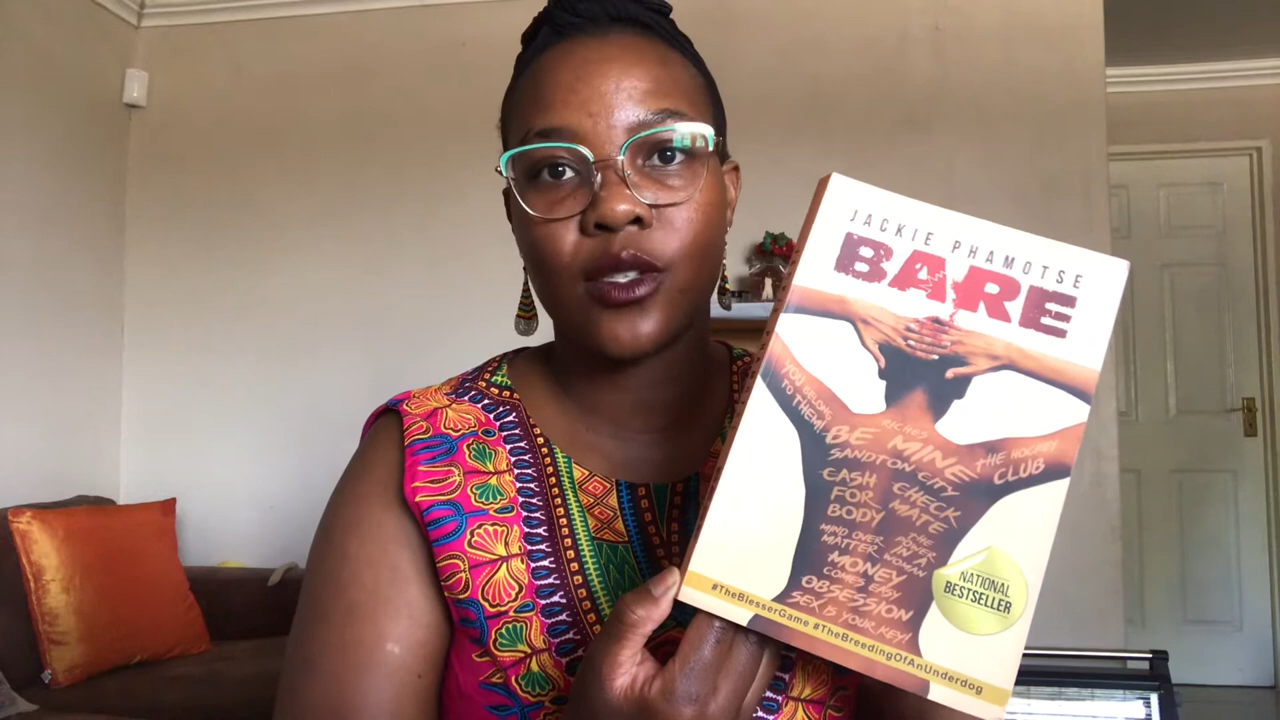 JACKIE PHAMOTSE
BARE
YOU BELONG
TO THEM!
RICHES
BE MINE
SANDTON CITY
THE HOCKEY
CLUB
CASH
FOR
BODY
CHECK
MATE
MIND OVER
MATTER
THE
POWER
IN A
WOMAN
MONEY
COMES EASY
OBSESSION
SEX IS YOUR KEY!
NATIONAL
BESTSELLER
#TheBlesserGame #TheBreedingOfAnUnderdog